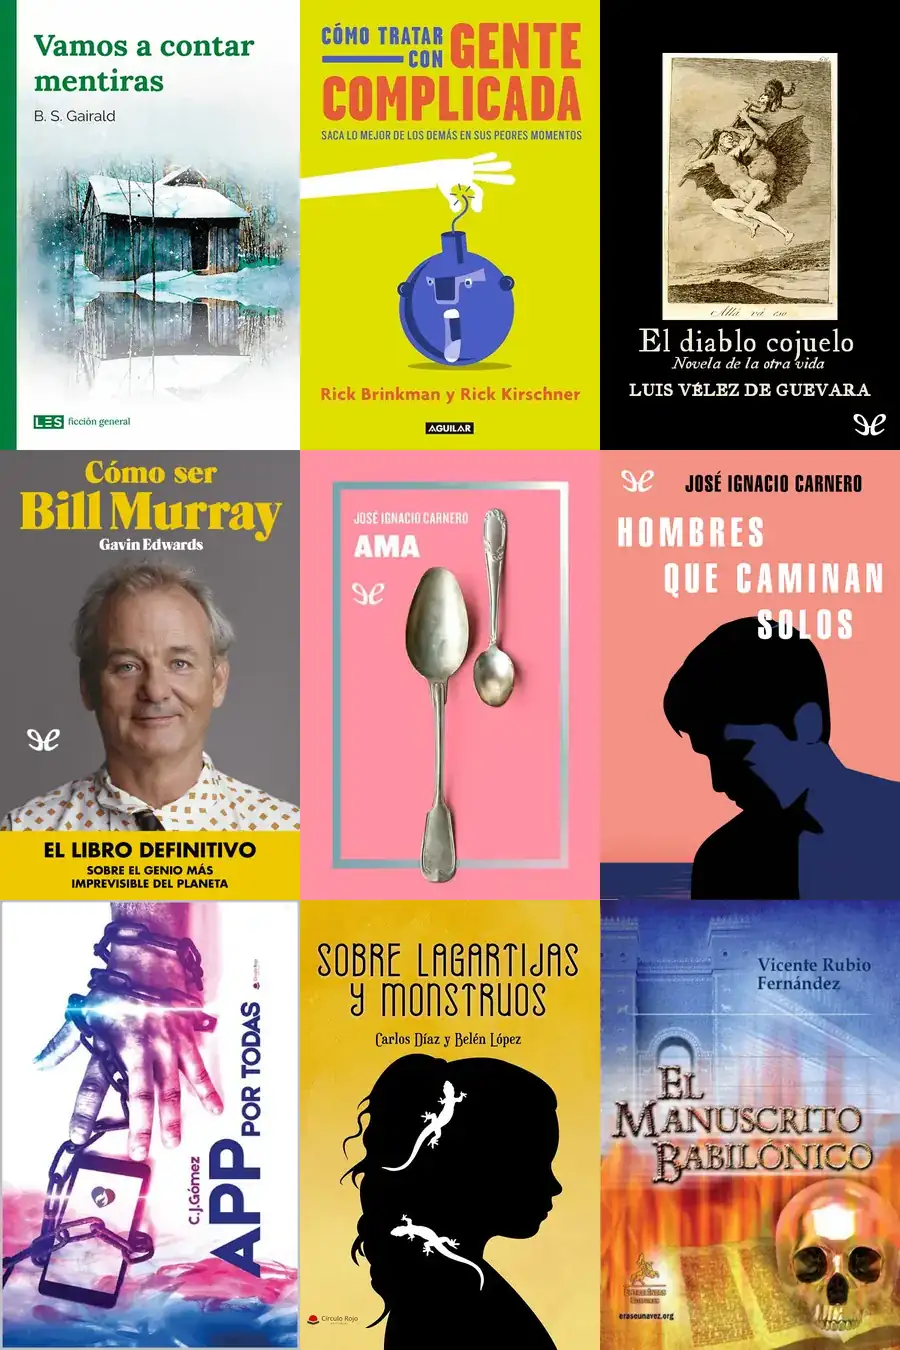 Vamos a contar
mentiras
B. S. Gairald
LES ficción general
CÓMO TRATAR
CON GENTE
COMPLICADA
SACA LO MEJOR DE LOS DEMÁS EN SUS PEORES MOMENTOS
Rick Brinkman y Rick Kirschner
AGUILAR
Allá vá eso
El diablo cojuelo
Novela de la otra vida
LUIS VÉLEZ DE GUEVARA
Cómo ser
Bill Murray
Gavin Edwards
EL LIBRO DEFINITIVO
SOBRE EL GENIO MÁS
IMPREVISIBLE DEL PLANETA
JOSÉ IGNACIO CARNERO
AMA
JOSÉ IGNACIO CARNERO
HOMBRES
QUE CAMINAN
SOLOS
C.J.Gómez
APP POR TODAS
SOBRE LAGARTIJAS
Y MONSTRUOS
Carlos Díaz y Belén López
Círculo Rojo
Vicente Rubio
Fernández
EL
MANUSCRITO
BABILÓNICO
eraseunavez.org